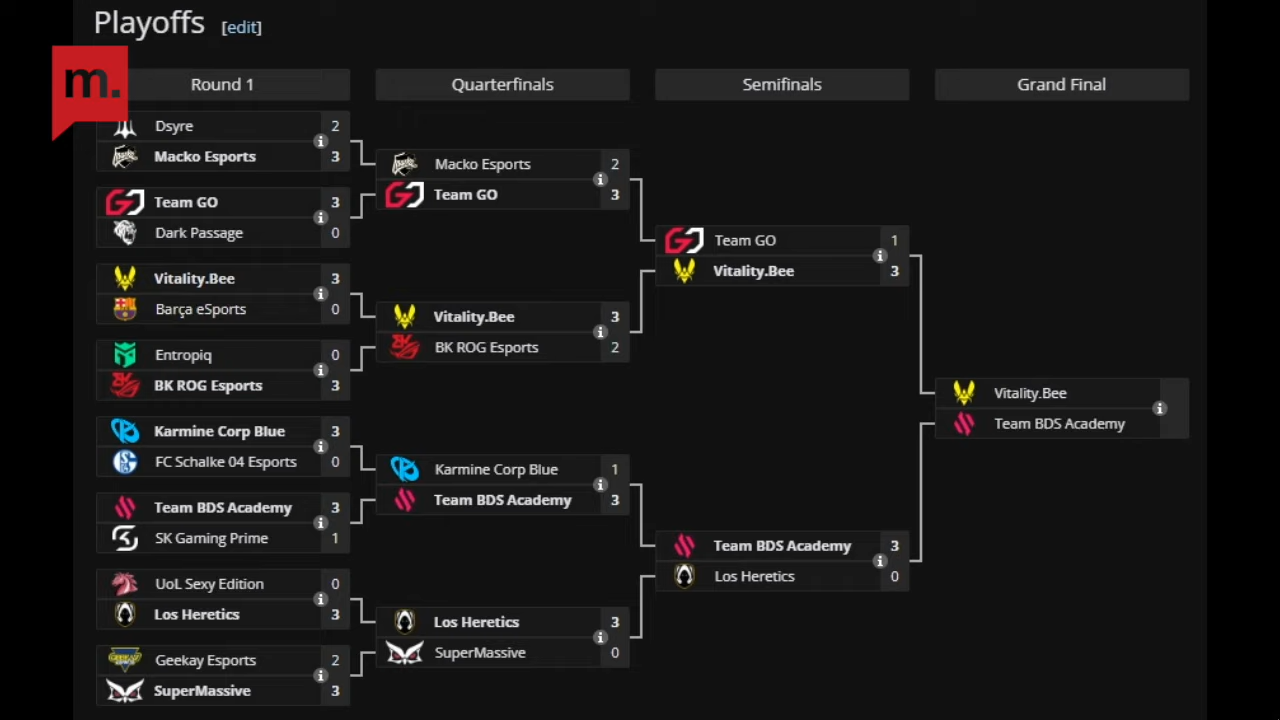 Playoffs [edit]
m.
Round 1
Quarterfinals
Semifinals
Grand Final
Dsyre 2
Macko Esports 3
Team GO 3
Dark Passage 0
Vitality.Bee 3
Barça eSports 0
Entropiq 0
BK ROG Esports 3
Karmine Corp Blue 3
FC Schalke 04 Esports 0
Team BDS Academy 3
SK Gaming Prime 1
UoL Sexy Edition 0
Los Heretics 3
Geekay Esports 2
SuperMassive 3
Macko Esports 2
Team GO 3
Vitality.Bee 3
BK ROG Esports 2
Karmine Corp Blue 1
Team BDS Academy 3
Los Heretics 3
SuperMassive 0
Team GO 1
Vitality.Bee 3
Team BDS Academy 3
Los Heretics 0
Vitality.Bee
Team BDS Academy